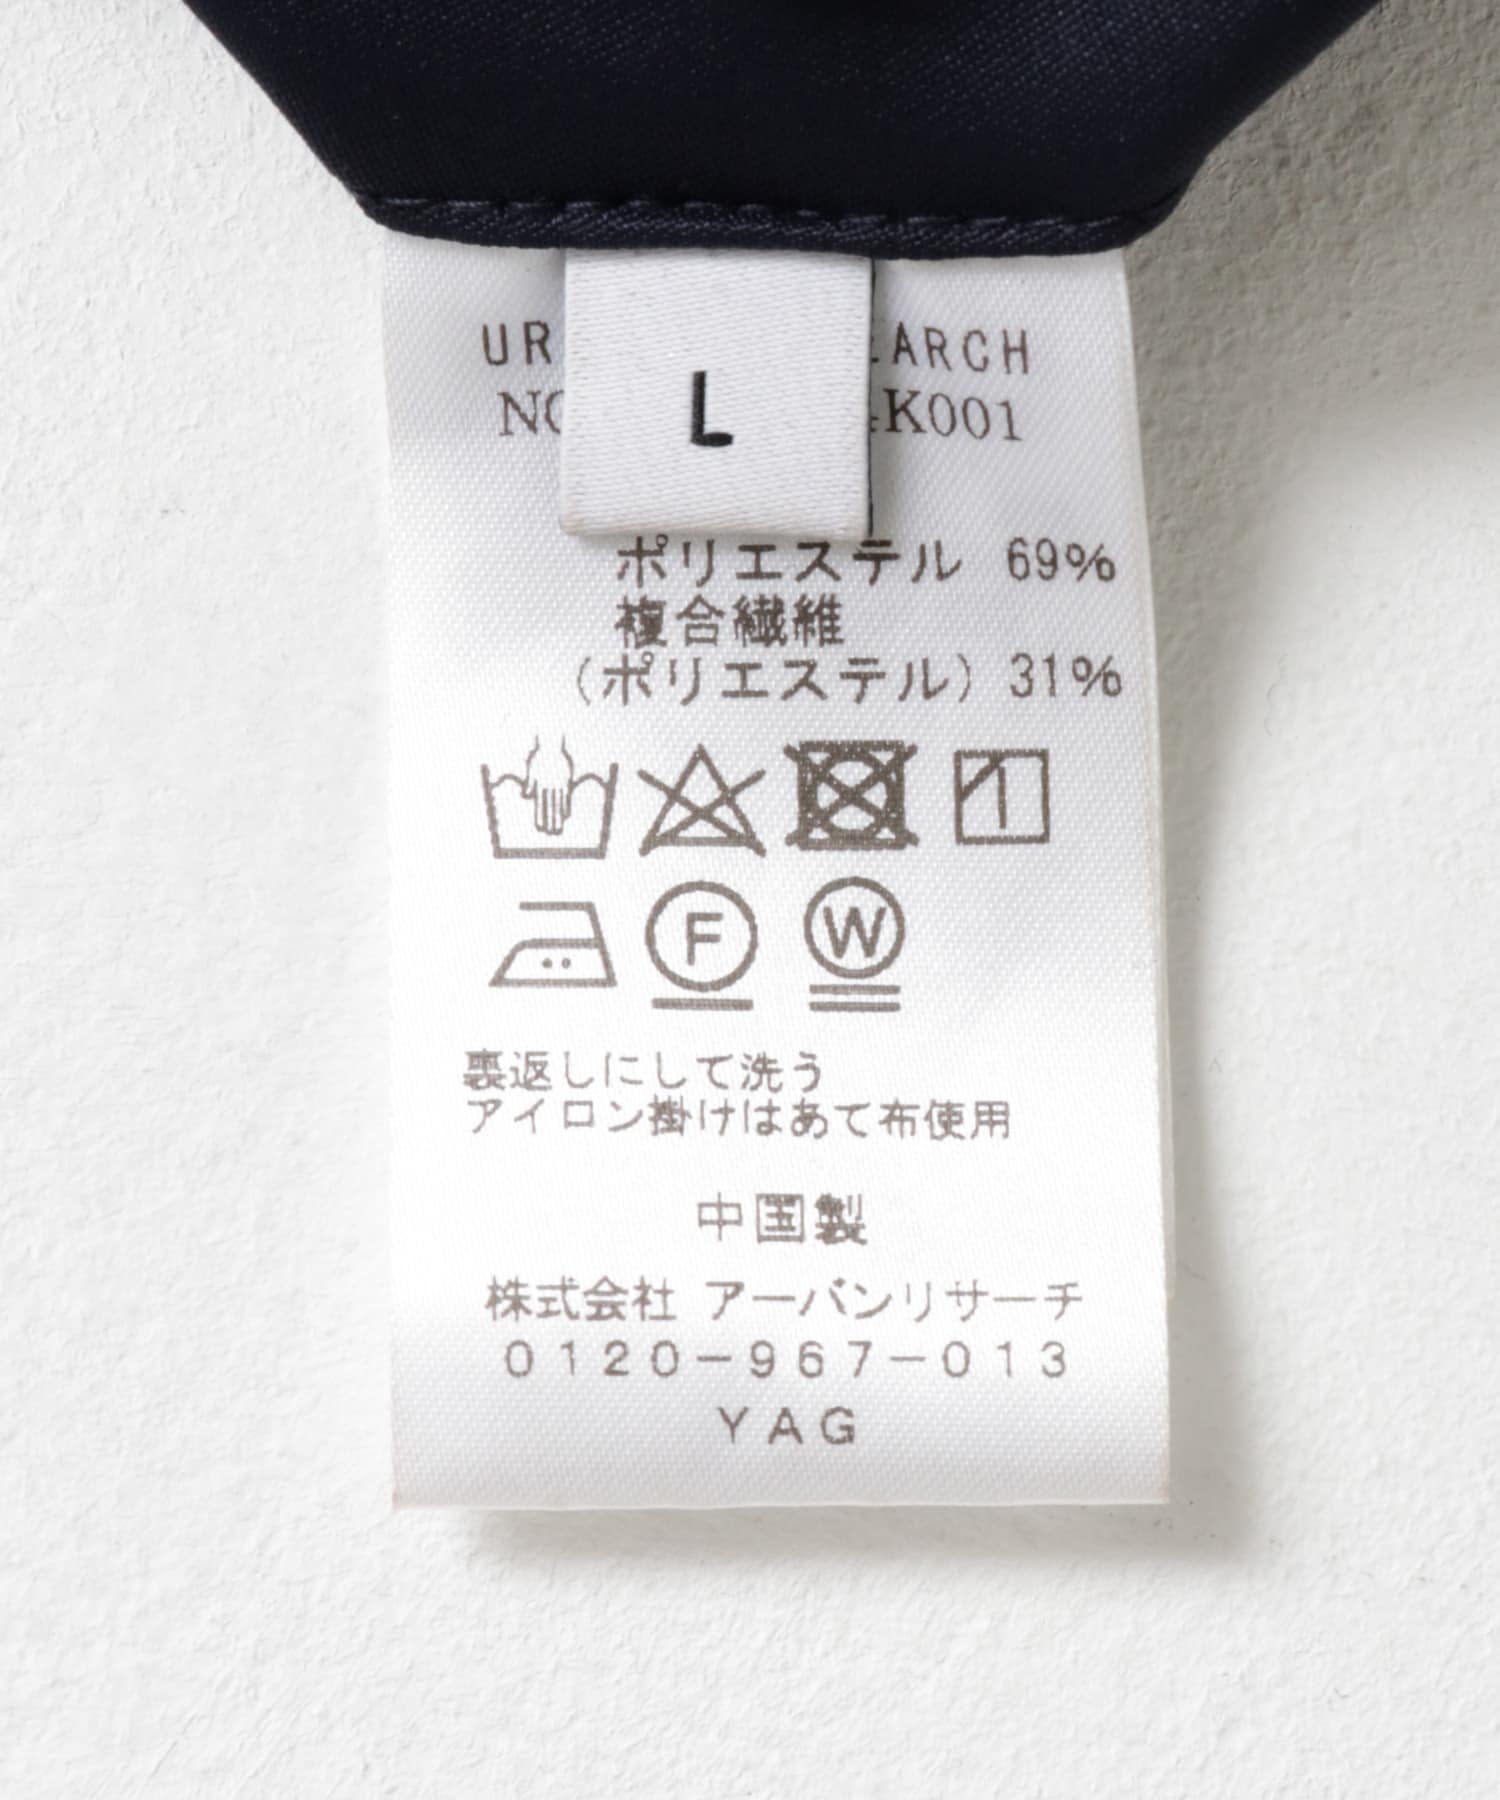 L
ARCH
K001
ポリエステル 69%
複合繊維
(ポリエステル) 31%
F
W
裏返しにして洗う
アイロン掛けはあて布使用
中国製
株式会社 アーバンリサーチ
0120-967-013
YAG